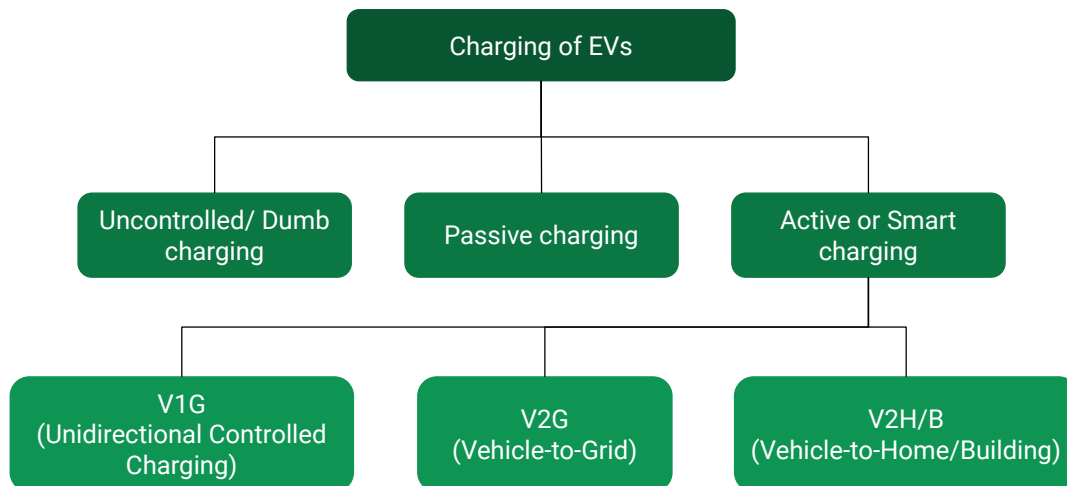 Charging of EVs
Uncontrolled/ Dumb
charging
Passive charging
Active or Smart
charging
V1G
(Unidirectional Controlled
Charging)
V2G
(Vehicle-to-Grid)
V2H/B
(Vehicle-to-Home/Building)